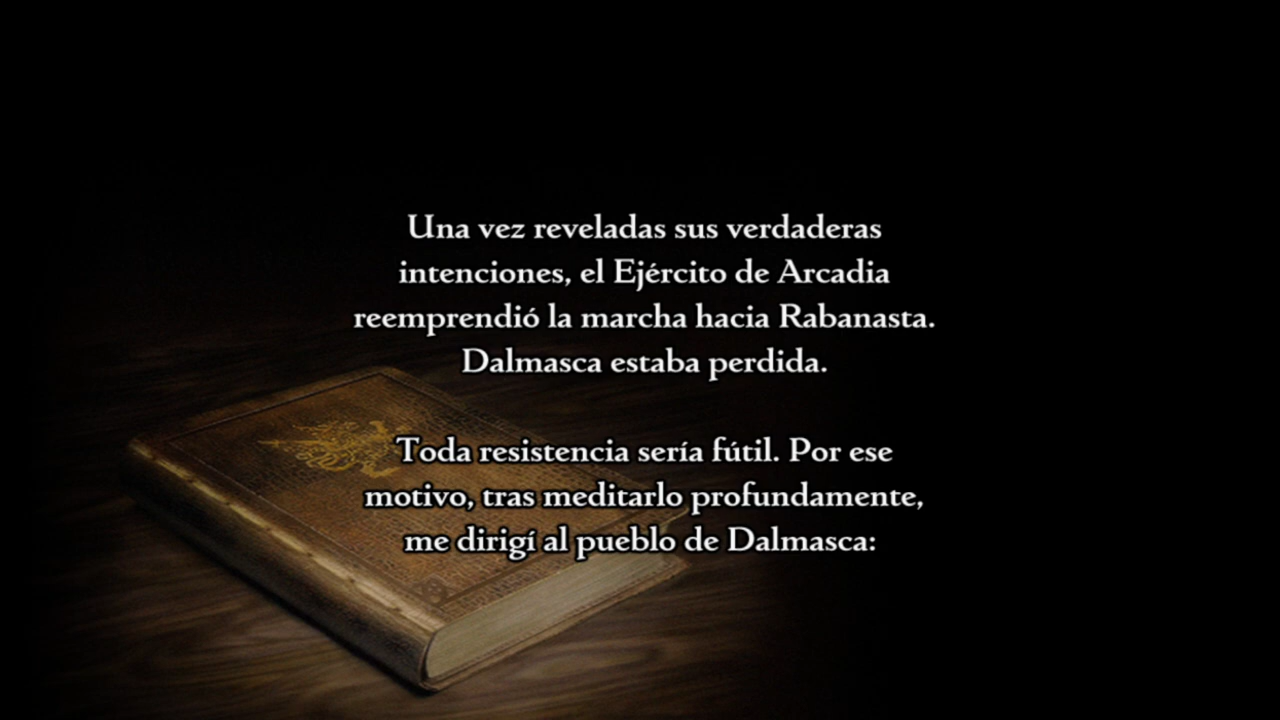 Una vez reveladas sus verdaderas
intenciones, el Ejército de Arcadia
reemprendió la marcha hacia Rabanasta.
Dalmasca estaba perdida.
Toda resistencia sería fútil. Por ese
motivo, tras meditarlo profundamente,
me dirigí al pueblo de Dalmasca: